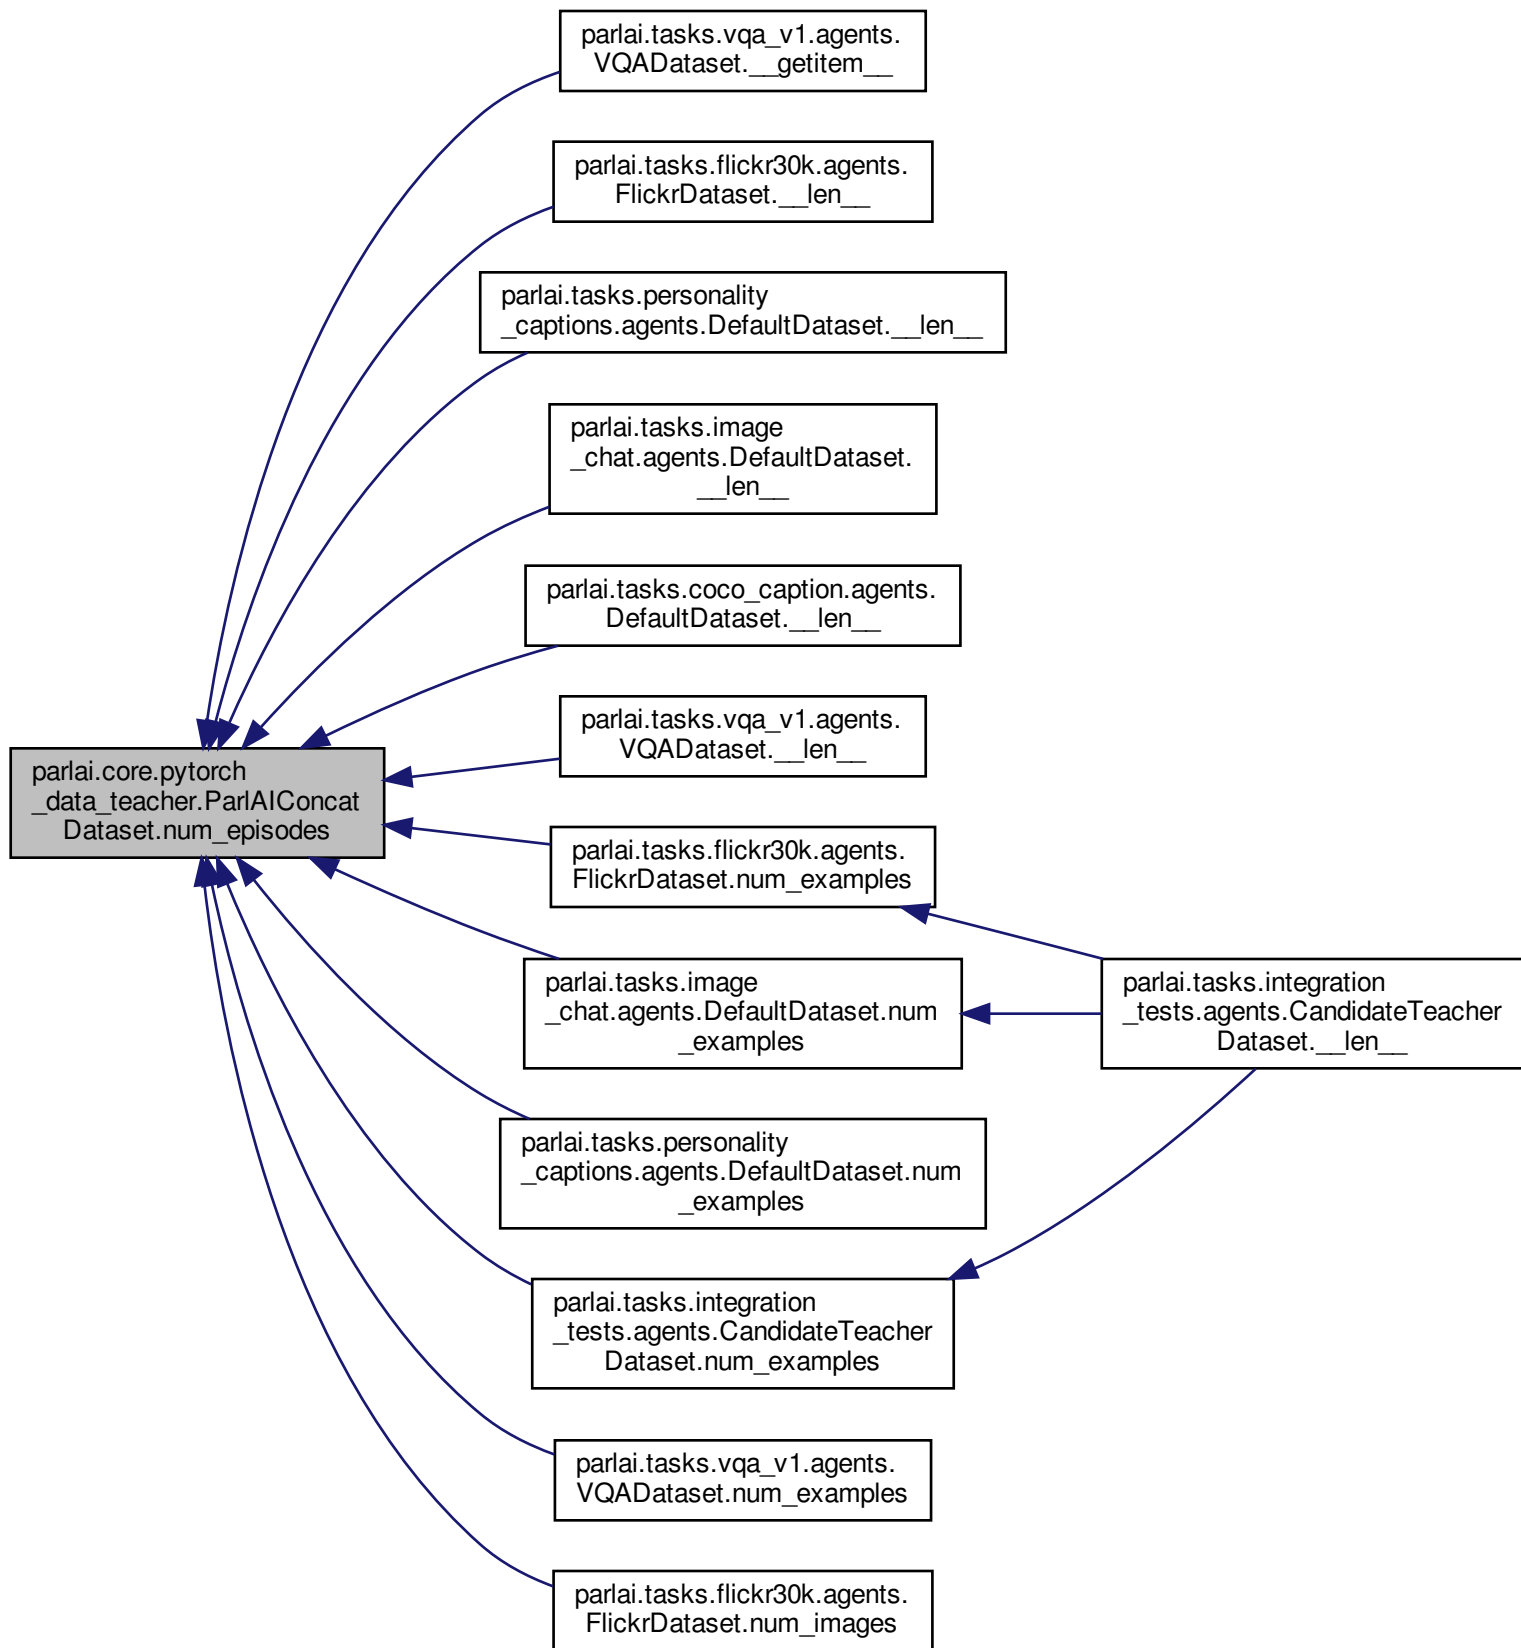 parlai.tasks.vqa_v1.agents.
VQADataset.__getitem__
parlai.tasks.flickr30k.agents.
FlickrDataset.__len__
parlai.tasks.personality
_captions.agents.DefaultDataset.__len__
parlai.tasks.image
_chat.agents.DefaultDataset.
__len__
parlai.tasks.coco_caption.agents.
DefaultDataset.__len__
parlai.tasks.vqa_v1.agents.
VQADataset.__len__
parlai.core.pytorch
_data_teacher.ParlAIConcat
Dataset.num_episodes
parlai.tasks.flickr30k.agents.
FlickrDataset.num_examples
parlai.tasks.image
_chat.agents.DefaultDataset.num
_examples
parlai.tasks.integration
_tests.agents.CandidateTeacher
Dataset.__len__
parlai.tasks.personality
_captions.agents.DefaultDataset.num
_examples
parlai.tasks.integration
_tests.agents.CandidateTeacher
Dataset.num_examples
parlai.tasks.vqa_v1.agents.
VQADataset.num_examples
parlai.tasks.flickr30k.agents.
FlickrDataset.num_images